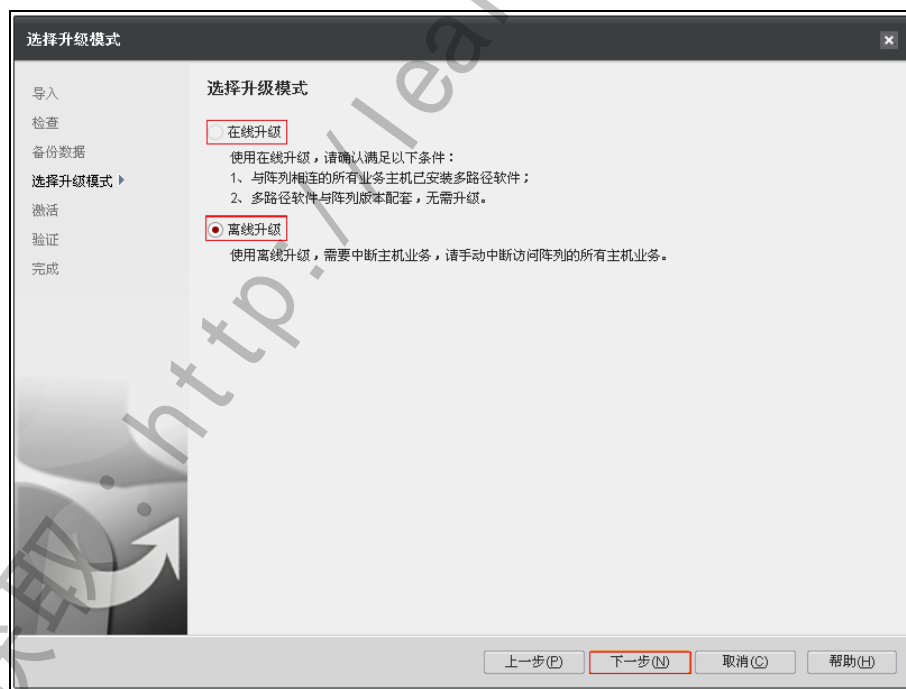 选择升级模式
导入
检查
备份数据
选择升级模式
激活
验证
完成
选择升级模式
在线升级
使用在线升级，请确认满足以下条件：
1、与阵列相连的所有业务主机已安装多路径软件；
2、多路径软件与阵列版本配套，无需升级。
离线升级
使用离线升级，需要中断主机业务，请手动中断访问阵列的所有主机业务。
上一步(P)
下一步(N)
取消(C)
帮助(H)
取：http://lea